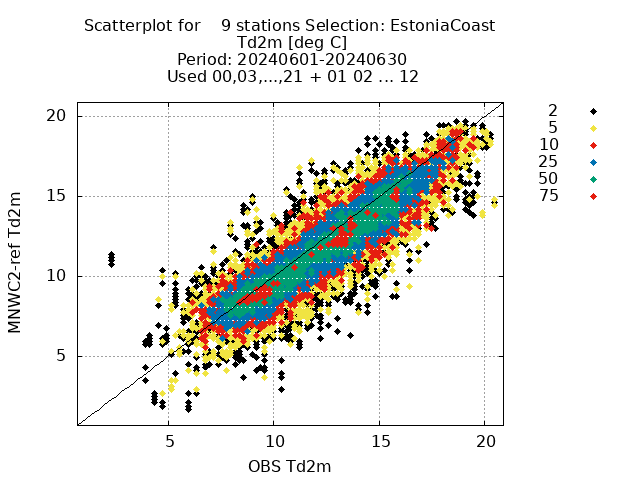 Scatterplot for 9 stations Selection: EstoniaCoast
Td2m [deg C]
Period: 20240601-20240630
Used 00,03,...,21 + 01 02 ... 12
2
5
10
25
50
75
20
15
10
5
MNWC2-ref Td2m
5 10 15 20
OBS Td2m